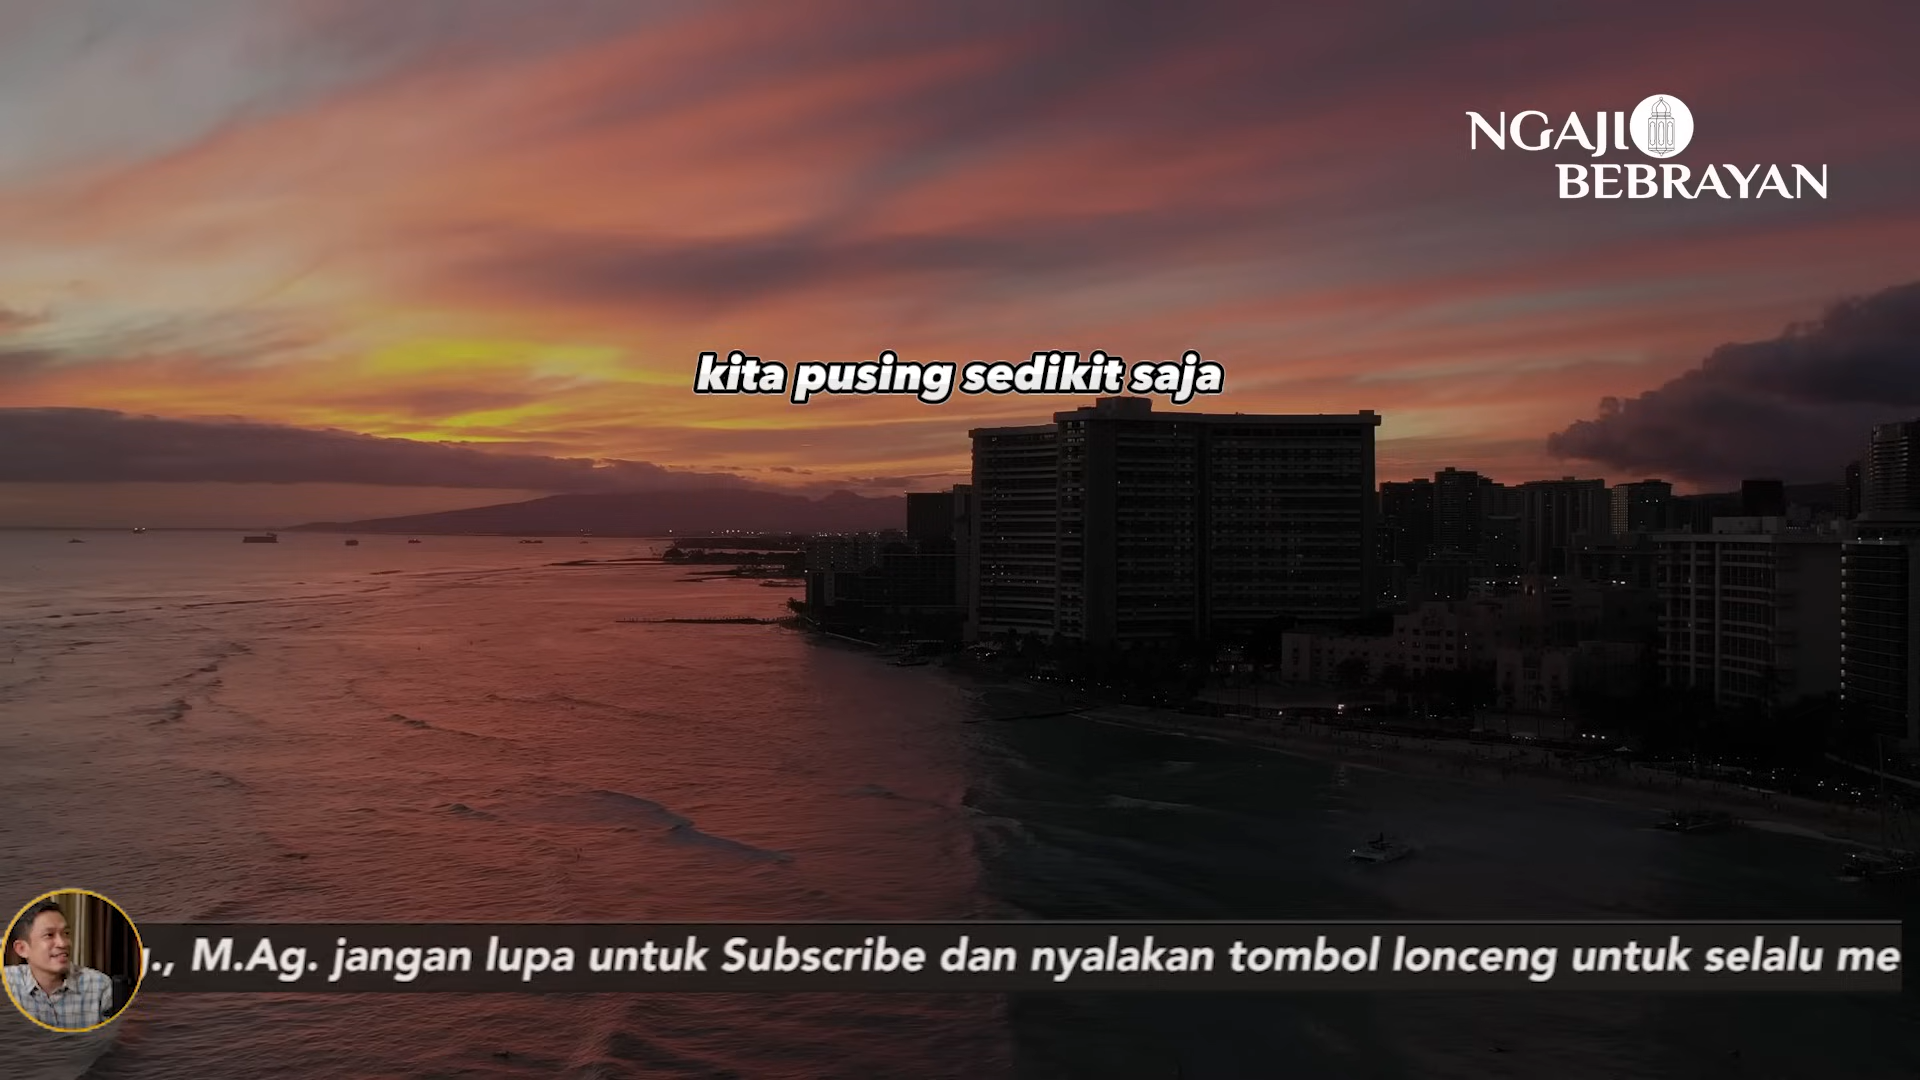 NGAJI
BEBRAYAN
kita pusing sedikit saja
., M.Ag. jangan lupa untuk Subscribe dan nyalakan tombol lonceng untuk selalu me